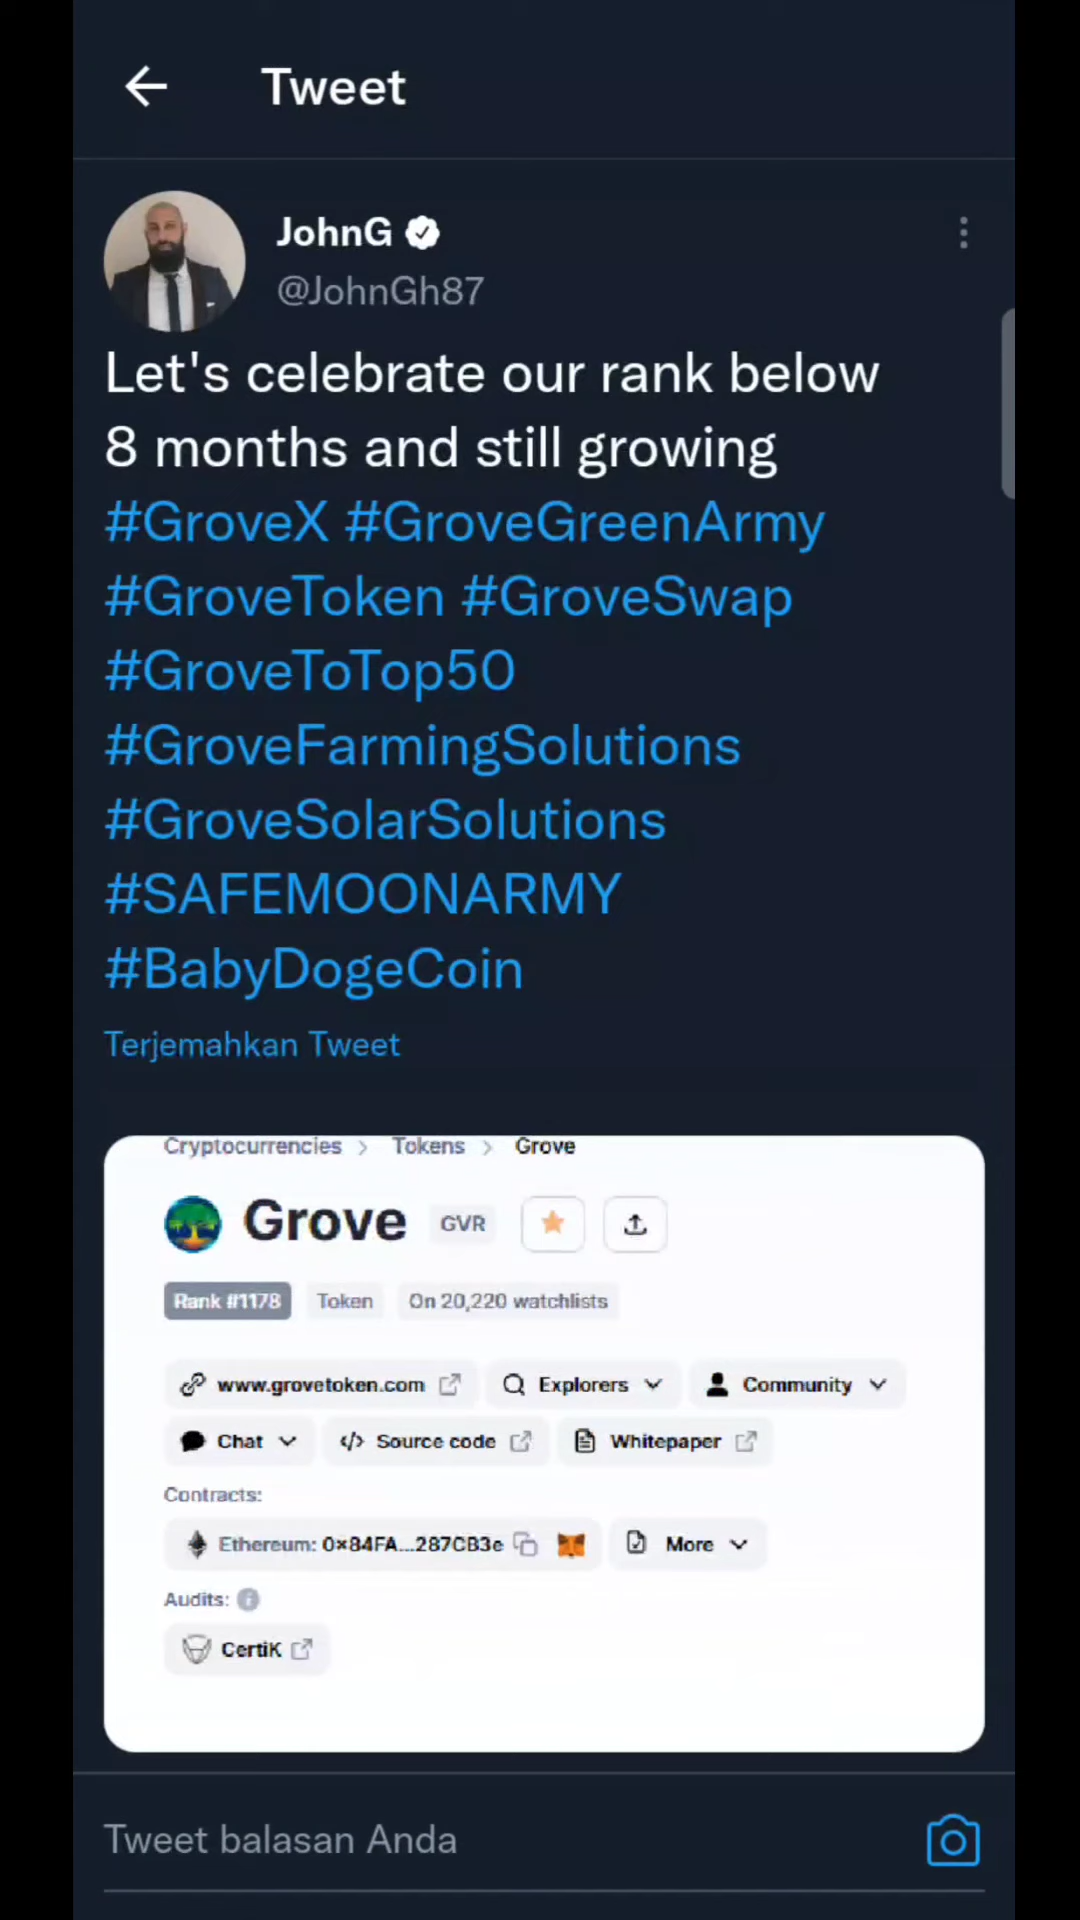 Tweet
JohnG
@JohnGh87
Let's celebrate our rank below
8 months and still growing
#GroveX #GroveGreenArmy
#GroveToken #GroveSwap
#GroveToTop50
#GroveFarmingSolutions
#GroveSolarSolutions
#SAFEMOONARMY
#BabyDogeCoin
Terjemahkan Tweet
Cryptocurrencies > Tokens > Grove
Grove GVR
Rank #1178 Token On 20,220 watchlists
www.grovetoken.com Explorers Community
Chat </> Source code Whitepaper
Contracts:
Ethereum: 0x84FA...287CB3e More
Audits:
CertiK
Tweet balasan Anda